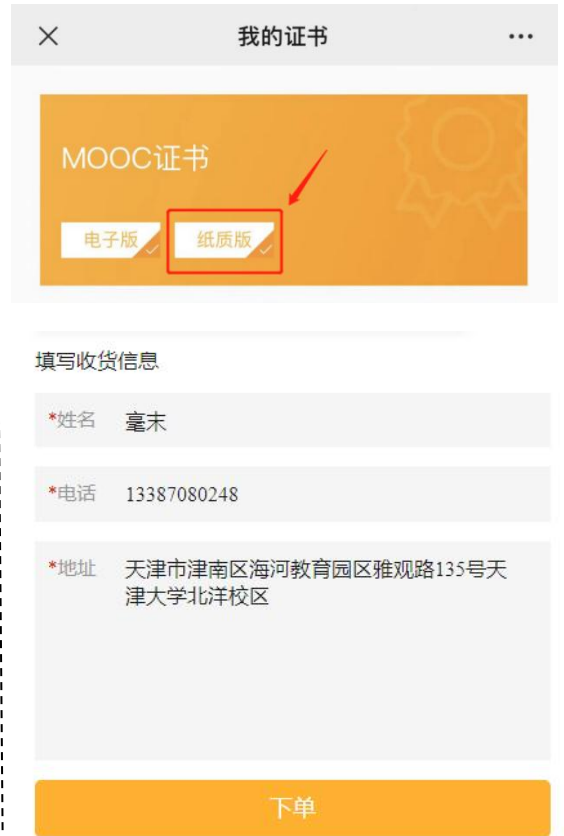 我的证书
MOOC证书
电子版 纸质版
填写收货信息
*姓名 毫末
*电话 13387080248
*地址 天津市津南区海河教育园区雅观路135号天
津大学北洋校区
下单